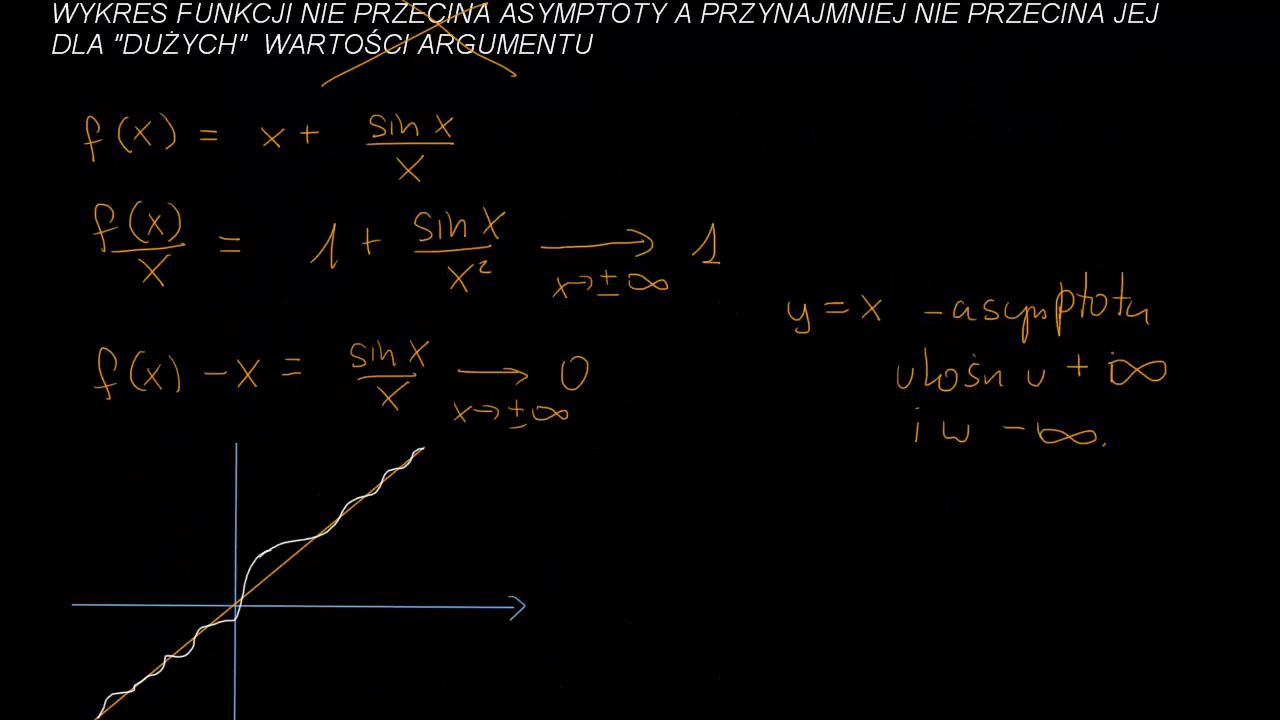 WYKRES FUNKCJI NIE PRZECINA ASYMPTOTY A PRZYNAJMNIEJ NIE PRZECINA JEJ
DLA "DUŻYCH" WARTOŚCI ARGUMENTU
f(x) = x + sin x / x
f(x) / x = 1 + sin x / x² → 1
x → ± ∞
f(x) - x = sin x / x → 0
x → ± ∞
y = x - asymptota
ukośna w + ∞
i w - ∞.